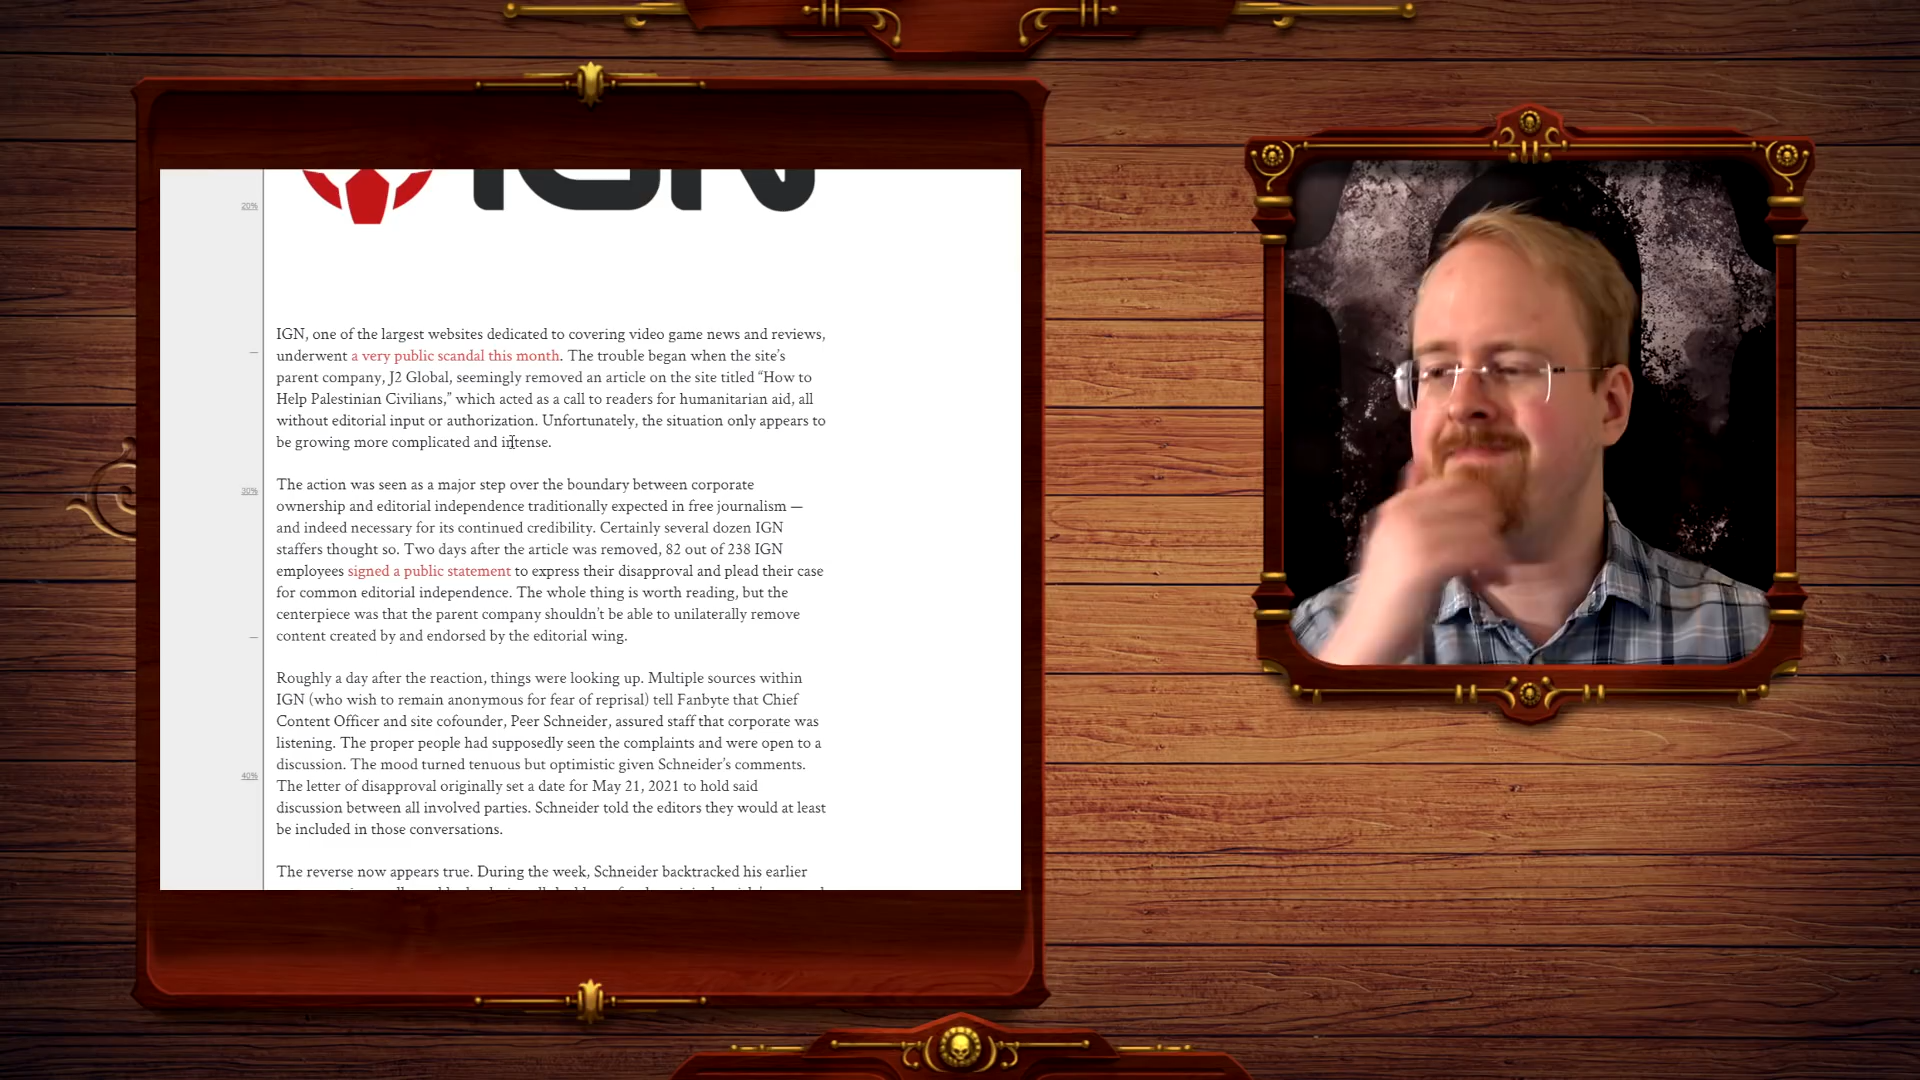 IGN
20%
IGN, one of the largest websites dedicated to covering video game news and reviews,
underwent a very public scandal this month. The trouble began when the site's
parent company, J2 Global, seemingly removed an article on the site titled “How to
Help Palestinian Civilians,” which acted as a call to readers for humanitarian aid, all
without editorial input or authorization. Unfortunately, the situation only appears to
be growing more complicated and intense.
The action was seen as a major step over the boundary between corporate
30%
ownership and editorial independence traditionally expected in free journalism —
and indeed necessary for its continued credibility. Certainly several dozen IGN
staffers thought so. Two days after the article was removed, 82 out of 238 IGN
employees signed a public statement to express their disapproval and plead their case
for common editorial independence. The whole thing is worth reading, but the
centerpiece was that the parent company shouldn't be able to unilaterally remove
content created by and endorsed by the editorial wing.
Roughly a day after the reaction, things were looking up. Multiple sources within
IGN (who wish to remain anonymous for fear of reprisal) tell Fanbyte that Chief
Content Officer and site cofounder, Peer Schneider, assured staff that corporate was
listening. The proper people had supposedly seen the complaints and were open to a
discussion. The mood turned tenuous but optimistic given Schneider's comments.
40%
The letter of disapproval originally set a date for May 21, 2021 to hold said
discussion between all involved parties. Schneider told the editors they would at least
be included in those conversations.
The reverse now appears true. During the week, Schneider backtracked his earlier